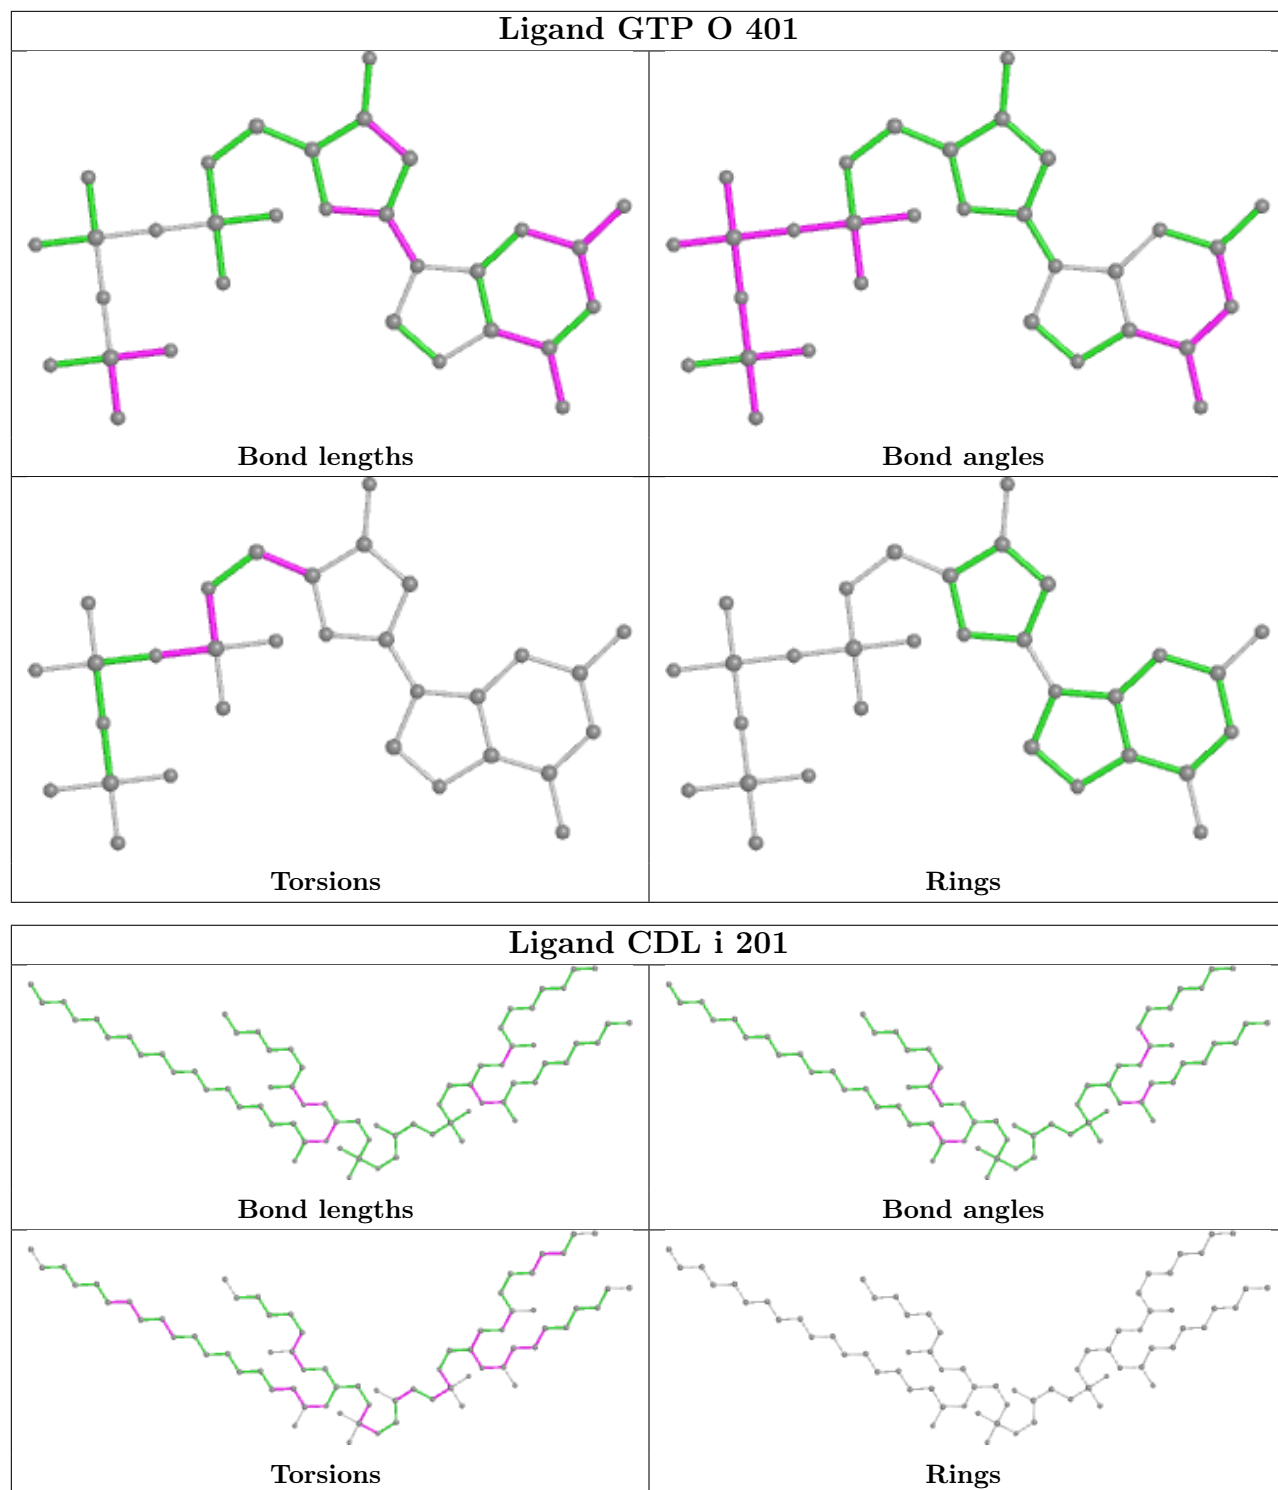 Ligand GTP O 401
Bond lengths
Bond angles
Torsions
Rings
Ligand CDL i 201
Bond lengths
Bond angles
Torsions
Rings